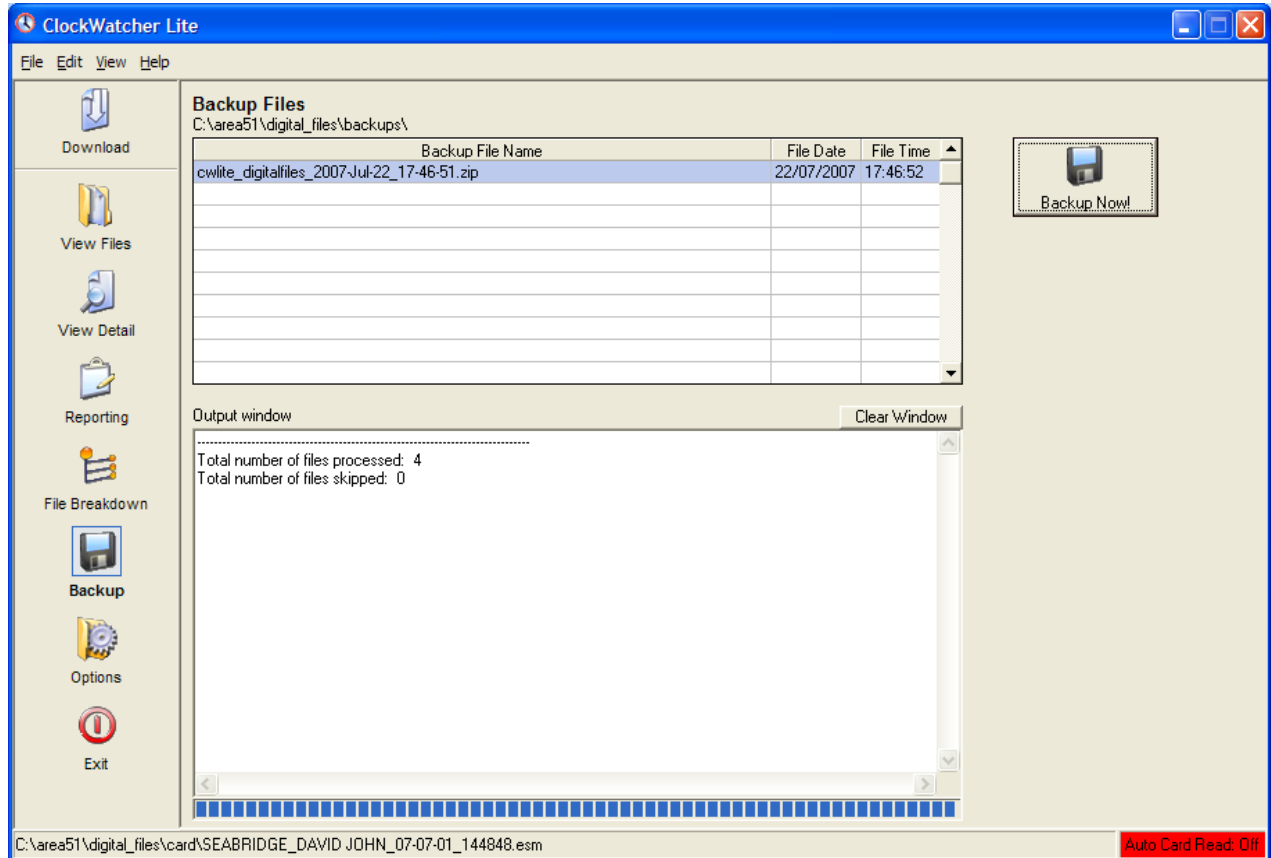 ClockWatcher Lite
File Edit View Help
Download
View Files
View Detail
Reporting
File Breakdown
Backup
Options
Exit
Backup Files
C:\area51\digital_files\backups\
Backup File Name File Date File Time
cwlite_digitalfiles_2007-Jul-22_17-46-51.zip 22/07/2007 17:46:52
Backup Now!
Output window Clear Window
--------------------------------------------------------------------------------
Total number of files processed: 4
Total number of files skipped: 0
C:\area51\digital_files\card\SEABRIDGE_DAVID JOHN_07-07-01_144848.esm Auto Card Read: Off